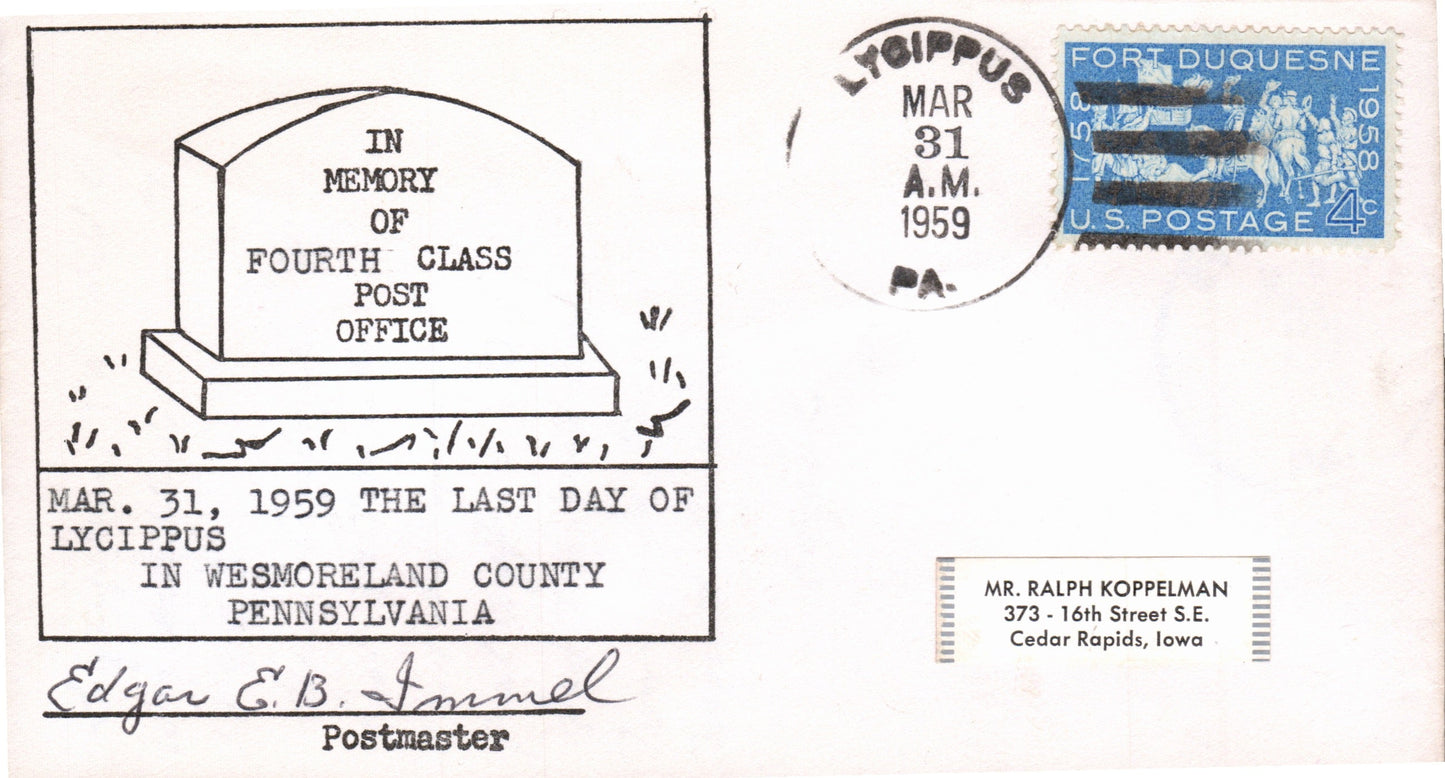 IN
MEMORY
OF
FOURTH CLASS
POST
OFFICE
MAR. 31, 1959 THE LAST DAY OF
LYCIPPUS
IN WESMORELAND COUNTY
PENNSYLVANIA
Edgar E.B. Immel
Postmaster
LYCIPPUS
MAR
31
A.M.
1959
PA.
FORT DUQUESNE
1758
1958
U.S. POSTAGE 4c
MR. RALPH KOPPELMAN
373 - 16th Street S.E.
Cedar Rapids, Iowa